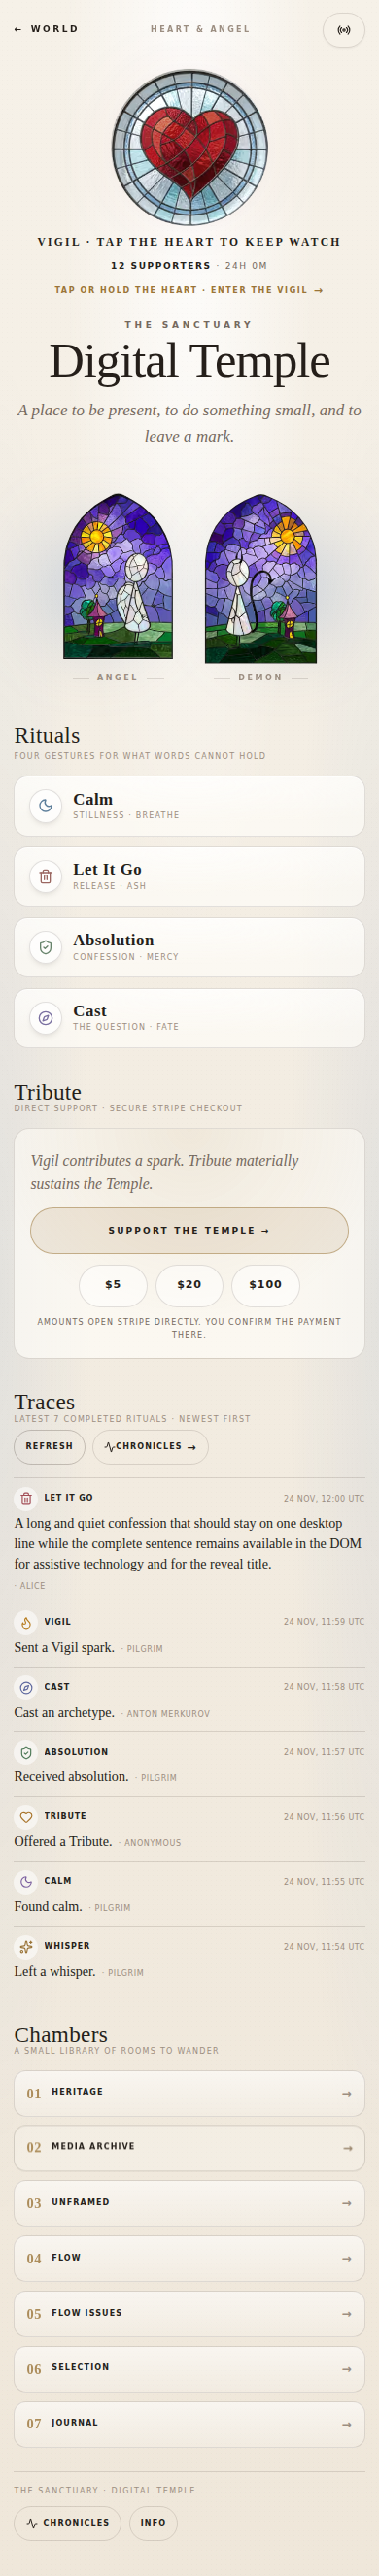 ← WORLD
HEART & ANGEL
VIGIL · TAP THE HEART TO KEEP WATCH
12 SUPPORTERS · 24H 0M
TAP OR HOLD THE HEART · ENTER THE VIGIL →
THE SANCTUARY
Digital Temple
A place to be present, to do something small, and to
leave a mark.
ANGEL
DEMON
Rituals
FOUR GESTURES FOR WHAT WORDS CANNOT HOLD
Calm
STILLNESS · BREATHE
Let It Go
RELEASE · ASH
Absolution
CONFESSION · MERCY
Cast
THE QUESTION · FATE
Tribute
DIRECT SUPPORT · SECURE STRIPE CHECKOUT
Vigil contributes a spark. Tribute materially
sustains the Temple.
SUPPORT THE TEMPLE →
$5
$20
$100
AMOUNTS OPEN STRIPE DIRECTLY. YOU CONFIRM THE PAYMENT
THERE.
Traces
LATEST 7 COMPLETED RITUALS · NEWEST FIRST
REFRESH
CHRONICLES →
LET IT GO
24 NOV, 12:00 UTC
A long and quiet confession that should stay on one desktop
line while the complete sentence remains available in the DOM
for assistive technology and for the reveal title.
· ALICE
VIGIL
24 NOV, 11:59 UTC
Sent a Vigil spark. · PILGRIM
CAST
24 NOV, 11:58 UTC
Cast an archetype. · ANTON MERKUROV
ABSOLUTION
24 NOV, 11:57 UTC
Received absolution. · PILGRIM
TRIBUTE
24 NOV, 11:56 UTC
Offered a Tribute. · ANONYMOUS
CALM
24 NOV, 11:55 UTC
Found calm. · PILGRIM
WHISPER
24 NOV, 11:54 UTC
Left a whisper. · PILGRIM
Chambers
A SMALL LIBRARY OF ROOMS TO WANDER
01 HERITAGE →
02 MEDIA ARCHIVE →
03 UNFRAMED →
04 FLOW →
05 FLOW ISSUES →
06 SELECTION →
07 JOURNAL →
THE SANCTUARY · DIGITAL TEMPLE
CHRONICLES
INFO